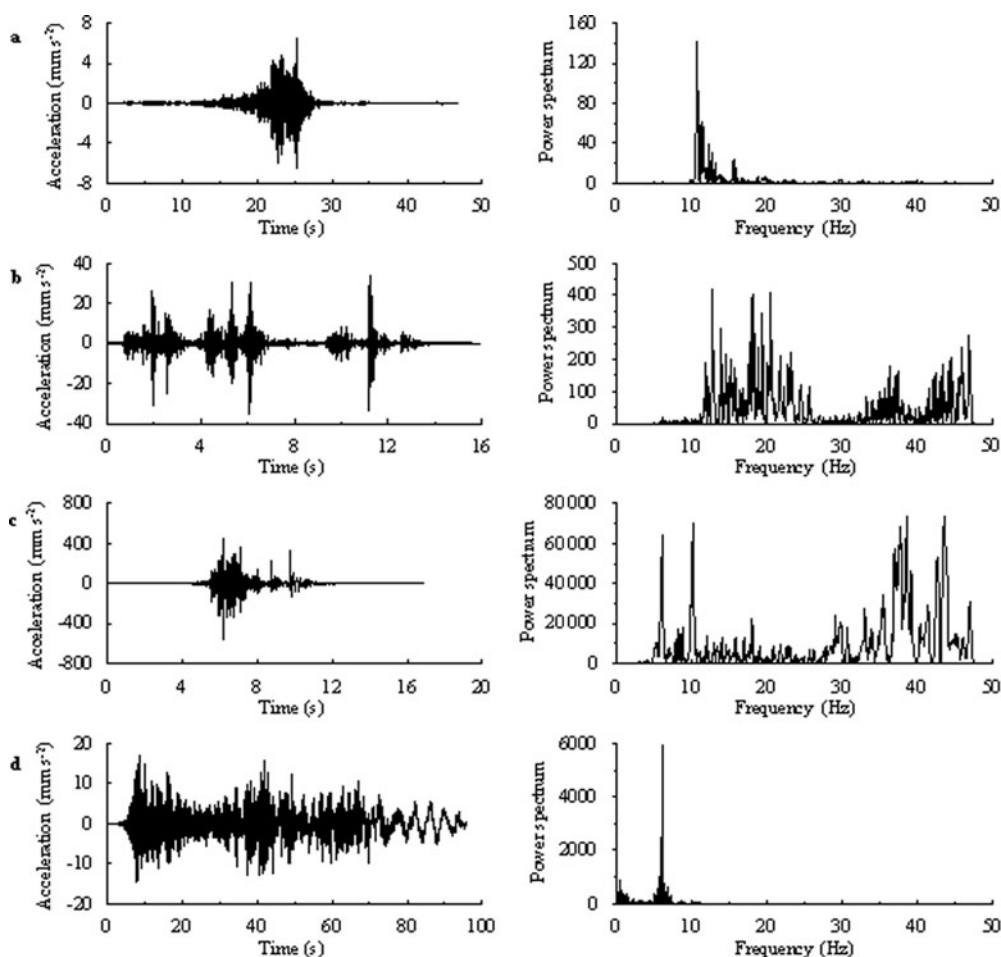 a
Acceleration (mm s-2)
8
4
0
-4
-8
0 10 20 30 40 50
Time (s)
Power spectrum
160
120
80
40
0
0 10 20 30 40 50
Frequency (Hz)
b
Acceleration (mm s-2)
40
20
0
-20
-40
0 4 8 12 16
Time (s)
Power spectrum
500
400
300
200
100
0
0 10 20 30 40 50
Frequency (Hz)
c
Acceleration (mm s-2)
800
400
0
-400
-800
0 4 8 12 16 20
Time (s)
Power spectrum
80000
60000
40000
20000
0
0 10 20 30 40 50
Frequency (Hz)
d
Acceleration (mm s-2)
20
10
0
-10
-20
0 20 40 60 80 100
Time (s)
Power spectrum
6000
4000
2000
0
0 10 20 30 40 50
Frequency (Hz)